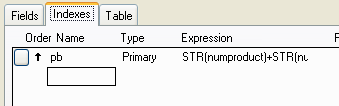 Fields Indexes Table
Order Name Type Expression F
pb Primary STR(numproduct)+STR(nu